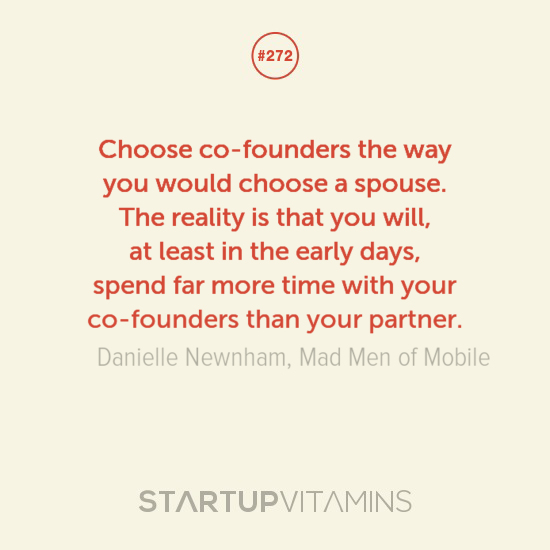 #272
Choose co-founders the way
you would choose a spouse.
The reality is that you will,
at least in the early days,
spend far more time with your
co-founders than your partner.
Danielle Newnham, Mad Men of Mobile
STARTUPVITAMINS